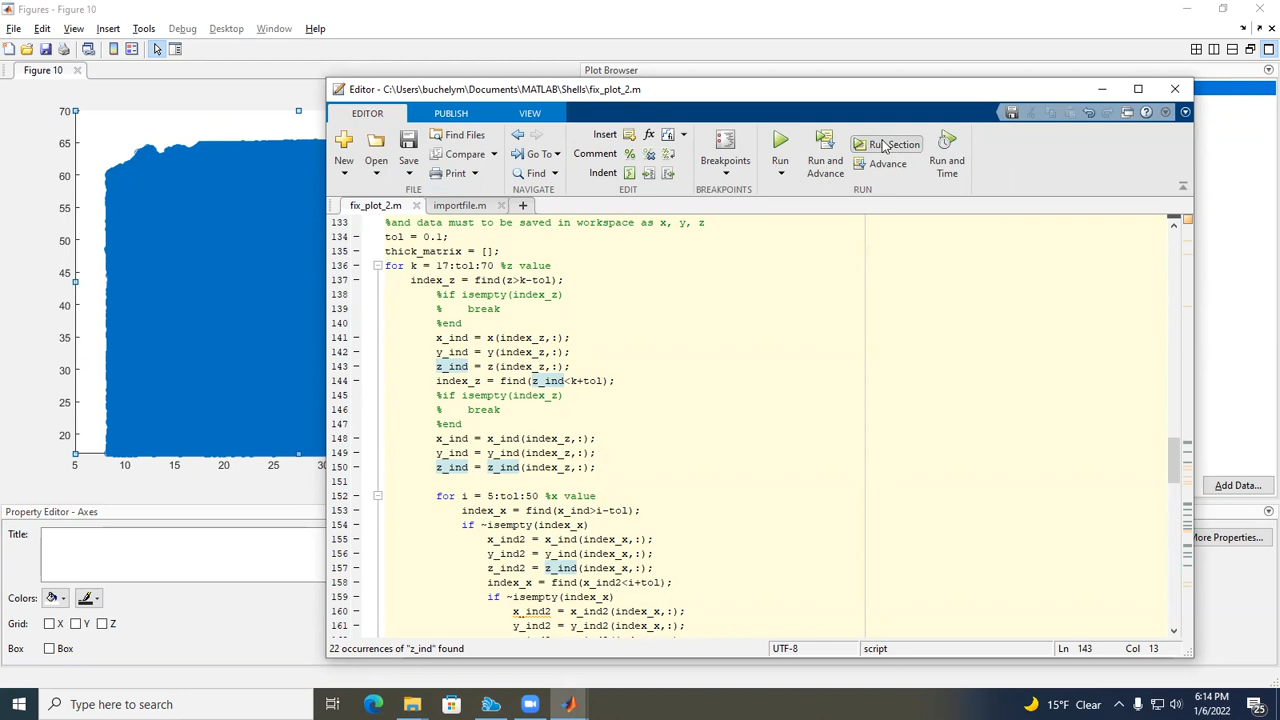 Figures - Figure 10
File Edit View Insert Tools Debug Desktop Window Help
Figure 10
Plot Browser
70
65
60
55
50
45
40
35
30
25
20
5 10 15 20 25 30
Add Data...
Property Editor - Axes
Title:
More Properties...
Colors:
Grid: X Y Z
Box: Box
Editor - C:\Users\buchelym\Documents\MATLAB\Shells\fix_plot_2.m
EDITOR PUBLISH VIEW
New Open Save
Find Files
Compare
Print
Go To
Find
Insert
Comment
Indent
Breakpoints
Run
Run and Advance
Run Section
Advance
Run and Time
FILE NAVIGATE EDIT BREAKPOINTS RUN
fix_plot_2.m importfile.m
133 %and data must to be saved in workspace as x, y, z
134 tol = 0.1;
135 thick_matrix = [];
136 for k = 17:tol:70 %z value
137 index_z = find(z>k-tol);
138 %if isempty(index_z)
139 % break
140 %end
141 x_ind = x(index_z,:);
142 y_ind = y(index_z,:);
143 z_ind = z(index_z,:);
144 index_z = find(z_ind<k+tol);
145 %if isempty(index_z)
146 % break
147 %end
148 x_ind = x_ind(index_z,:);
149 y_ind = y_ind(index_z,:);
150 z_ind = z_ind(index_z,:);
151
152 for i = 5:tol:50 %x value
153 index_x = find(x_ind>i-tol);
154 if ~isempty(index_x)
155 x_ind2 = x_ind(index_x,:);
156 y_ind2 = y_ind(index_x,:);
157 z_ind2 = z_ind(index_x,:);
158 index_x = find(x_ind2<i+tol);
159 if ~isempty(index_x)
160 x_ind2 = x_ind2(index_x,:);
161 y_ind2 = y_ind2(index_x,:);
22 occurrences of "z_ind" found
UTF-8 script Ln 143 Col 13
Type here to search
15°F Clear
6:14 PM
1/6/2022
25